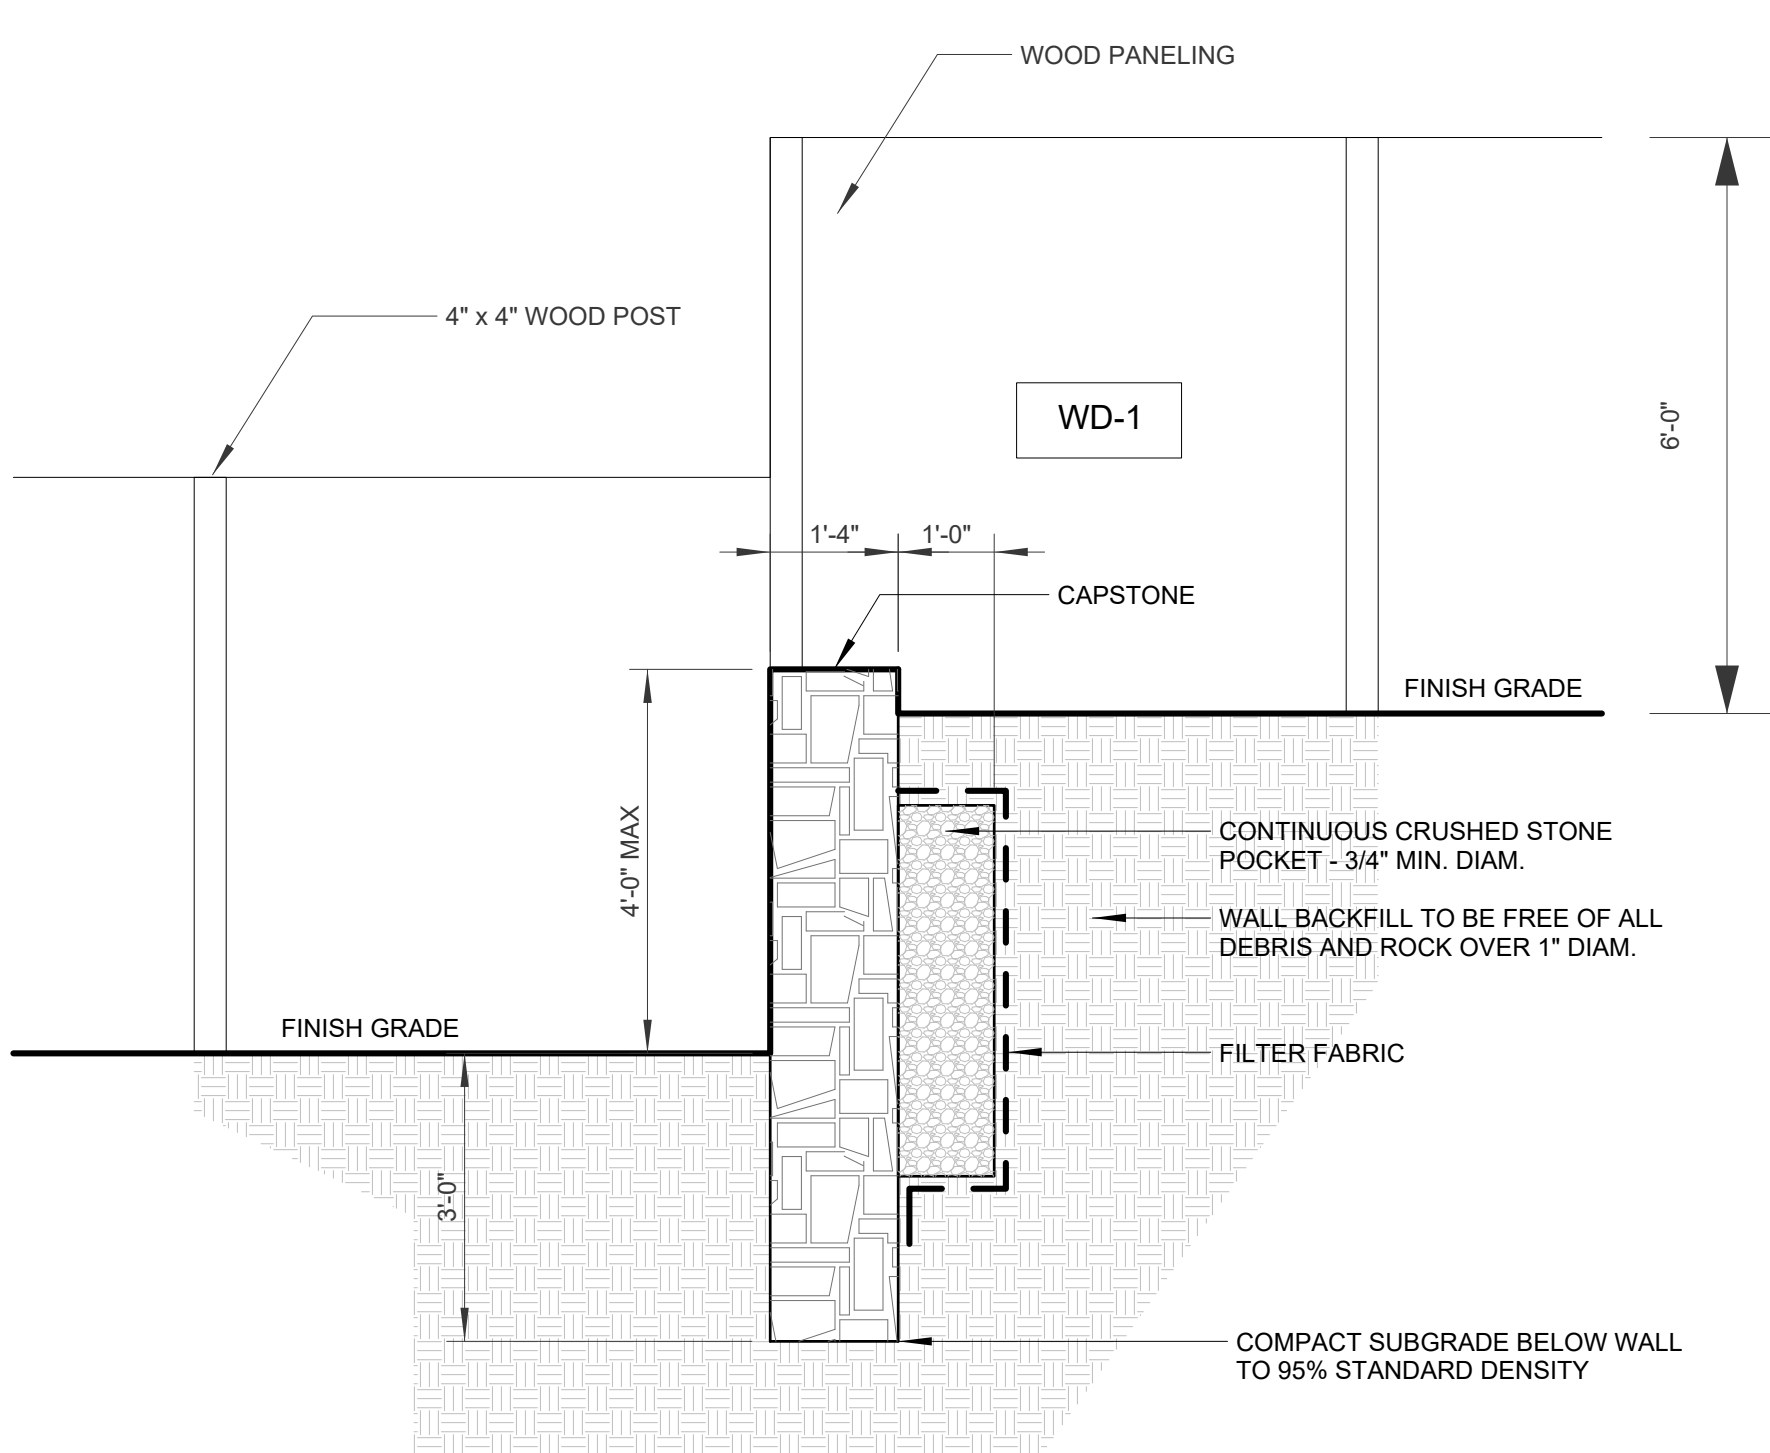 WOOD PANELING
4" x 4" WOOD POST
WD-1
6'-0"
1'-4"
1'-0"
CAPSTONE
FINISH GRADE
4'-0" MAX
CONTINUOUS CRUSHED STONE
POCKET - 3/4" MIN. DIAM.
WALL BACKFILL TO BE FREE OF ALL
DEBRIS AND ROCK OVER 1" DIAM.
FINISH GRADE
FILTER FABRIC
3'-0"
COMPACT SUBGRADE BELOW WALL
TO 95% STANDARD DENSITY